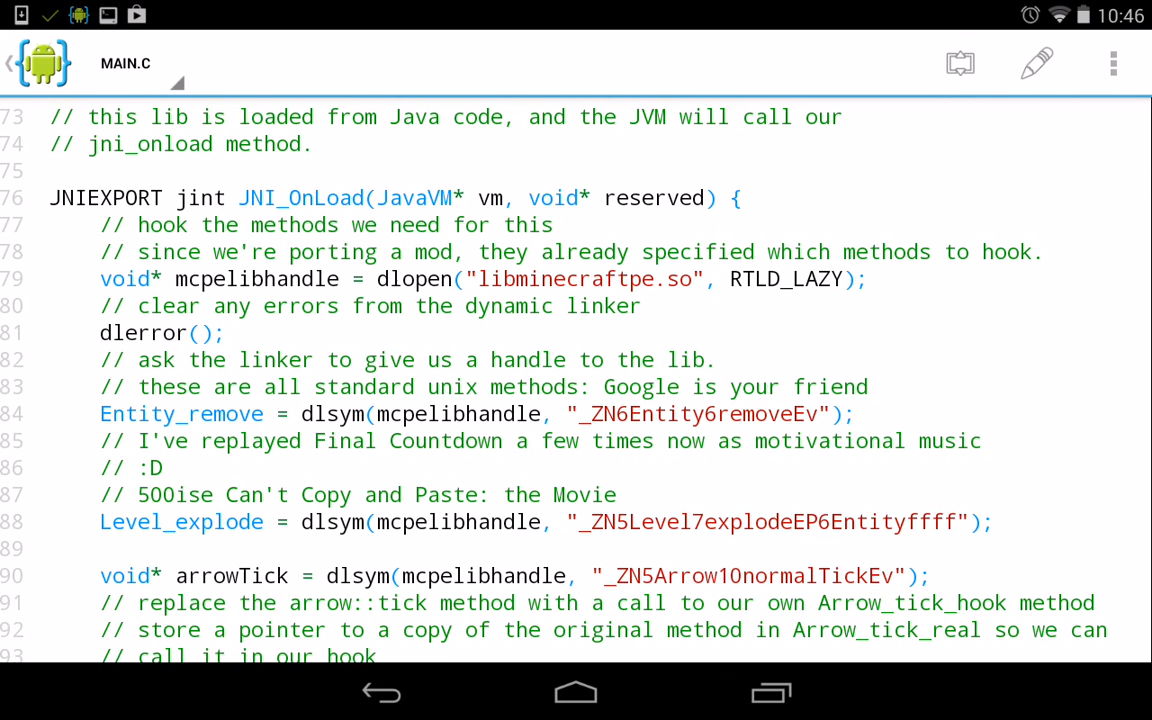 10:46
MAIN.C
73 // this lib is loaded from Java code, and the JVM will call our
74 // jni_onload method.
75
76 JNIEXPORT jint JNI_OnLoad(JavaVM* vm, void* reserved) {
77 // hook the methods we need for this
78 // since we're porting a mod, they already specified which methods to hook.
79 void* mcpelibhandle = dlopen("libminecraftpe.so", RTLD_LAZY);
80 // clear any errors from the dynamic linker
81 dlerror();
82 // ask the linker to give us a handle to the lib.
83 // these are all standard unix methods: Google is your friend
84 Entity_remove = dlsym(mcpelibhandle, "_ZN6Entity6removeEv");
85 // I've replayed Final Countdown a few times now as motivational music
86 // :D
87 // 500ise Can't Copy and Paste: the Movie
88 Level_explode = dlsym(mcpelibhandle, "_ZN5Level7explodeEP6Entityffff");
89
90 void* arrowTick = dlsym(mcpelibhandle, "_ZN5Arrow10normalTickEv");
91 // replace the arrow::tick method with a call to our own Arrow_tick_hook method
92 // store a pointer to a copy of the original method in Arrow_tick_real so we can
93 // call it in our hook